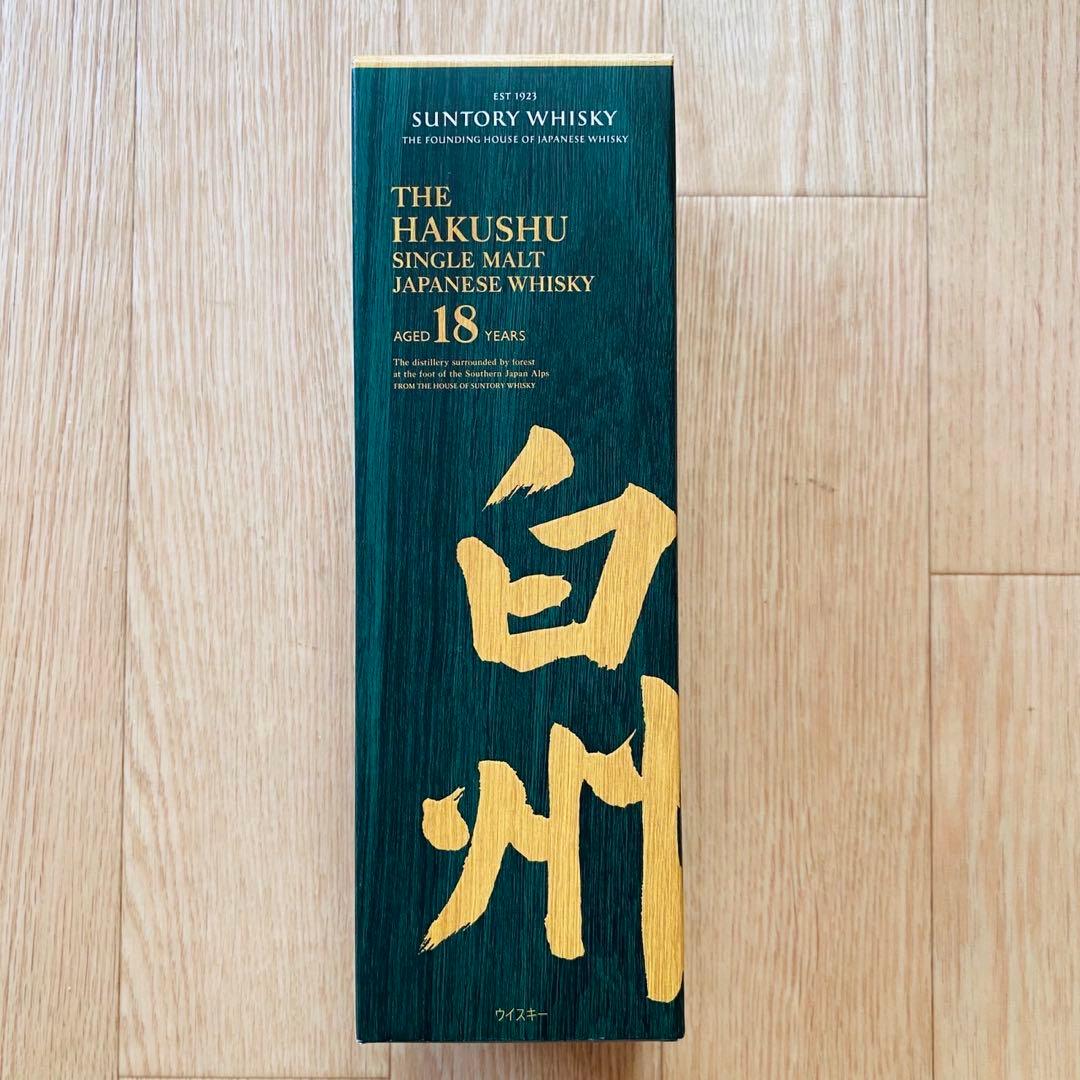 EST 1923
SUNTORY WHISKY
THE FOUNDING HOUSE OF JAPANESE WHISKY
THE
HAKUSHU
SINGLE MALT
JAPANESE WHISKY
AGED 18 YEARS
The distillery surrounded by forest
at the foot of the Southern Japan Alps
FROM THE HOUSE OF SUNTORY WHISKY
白
州
ウイスキー